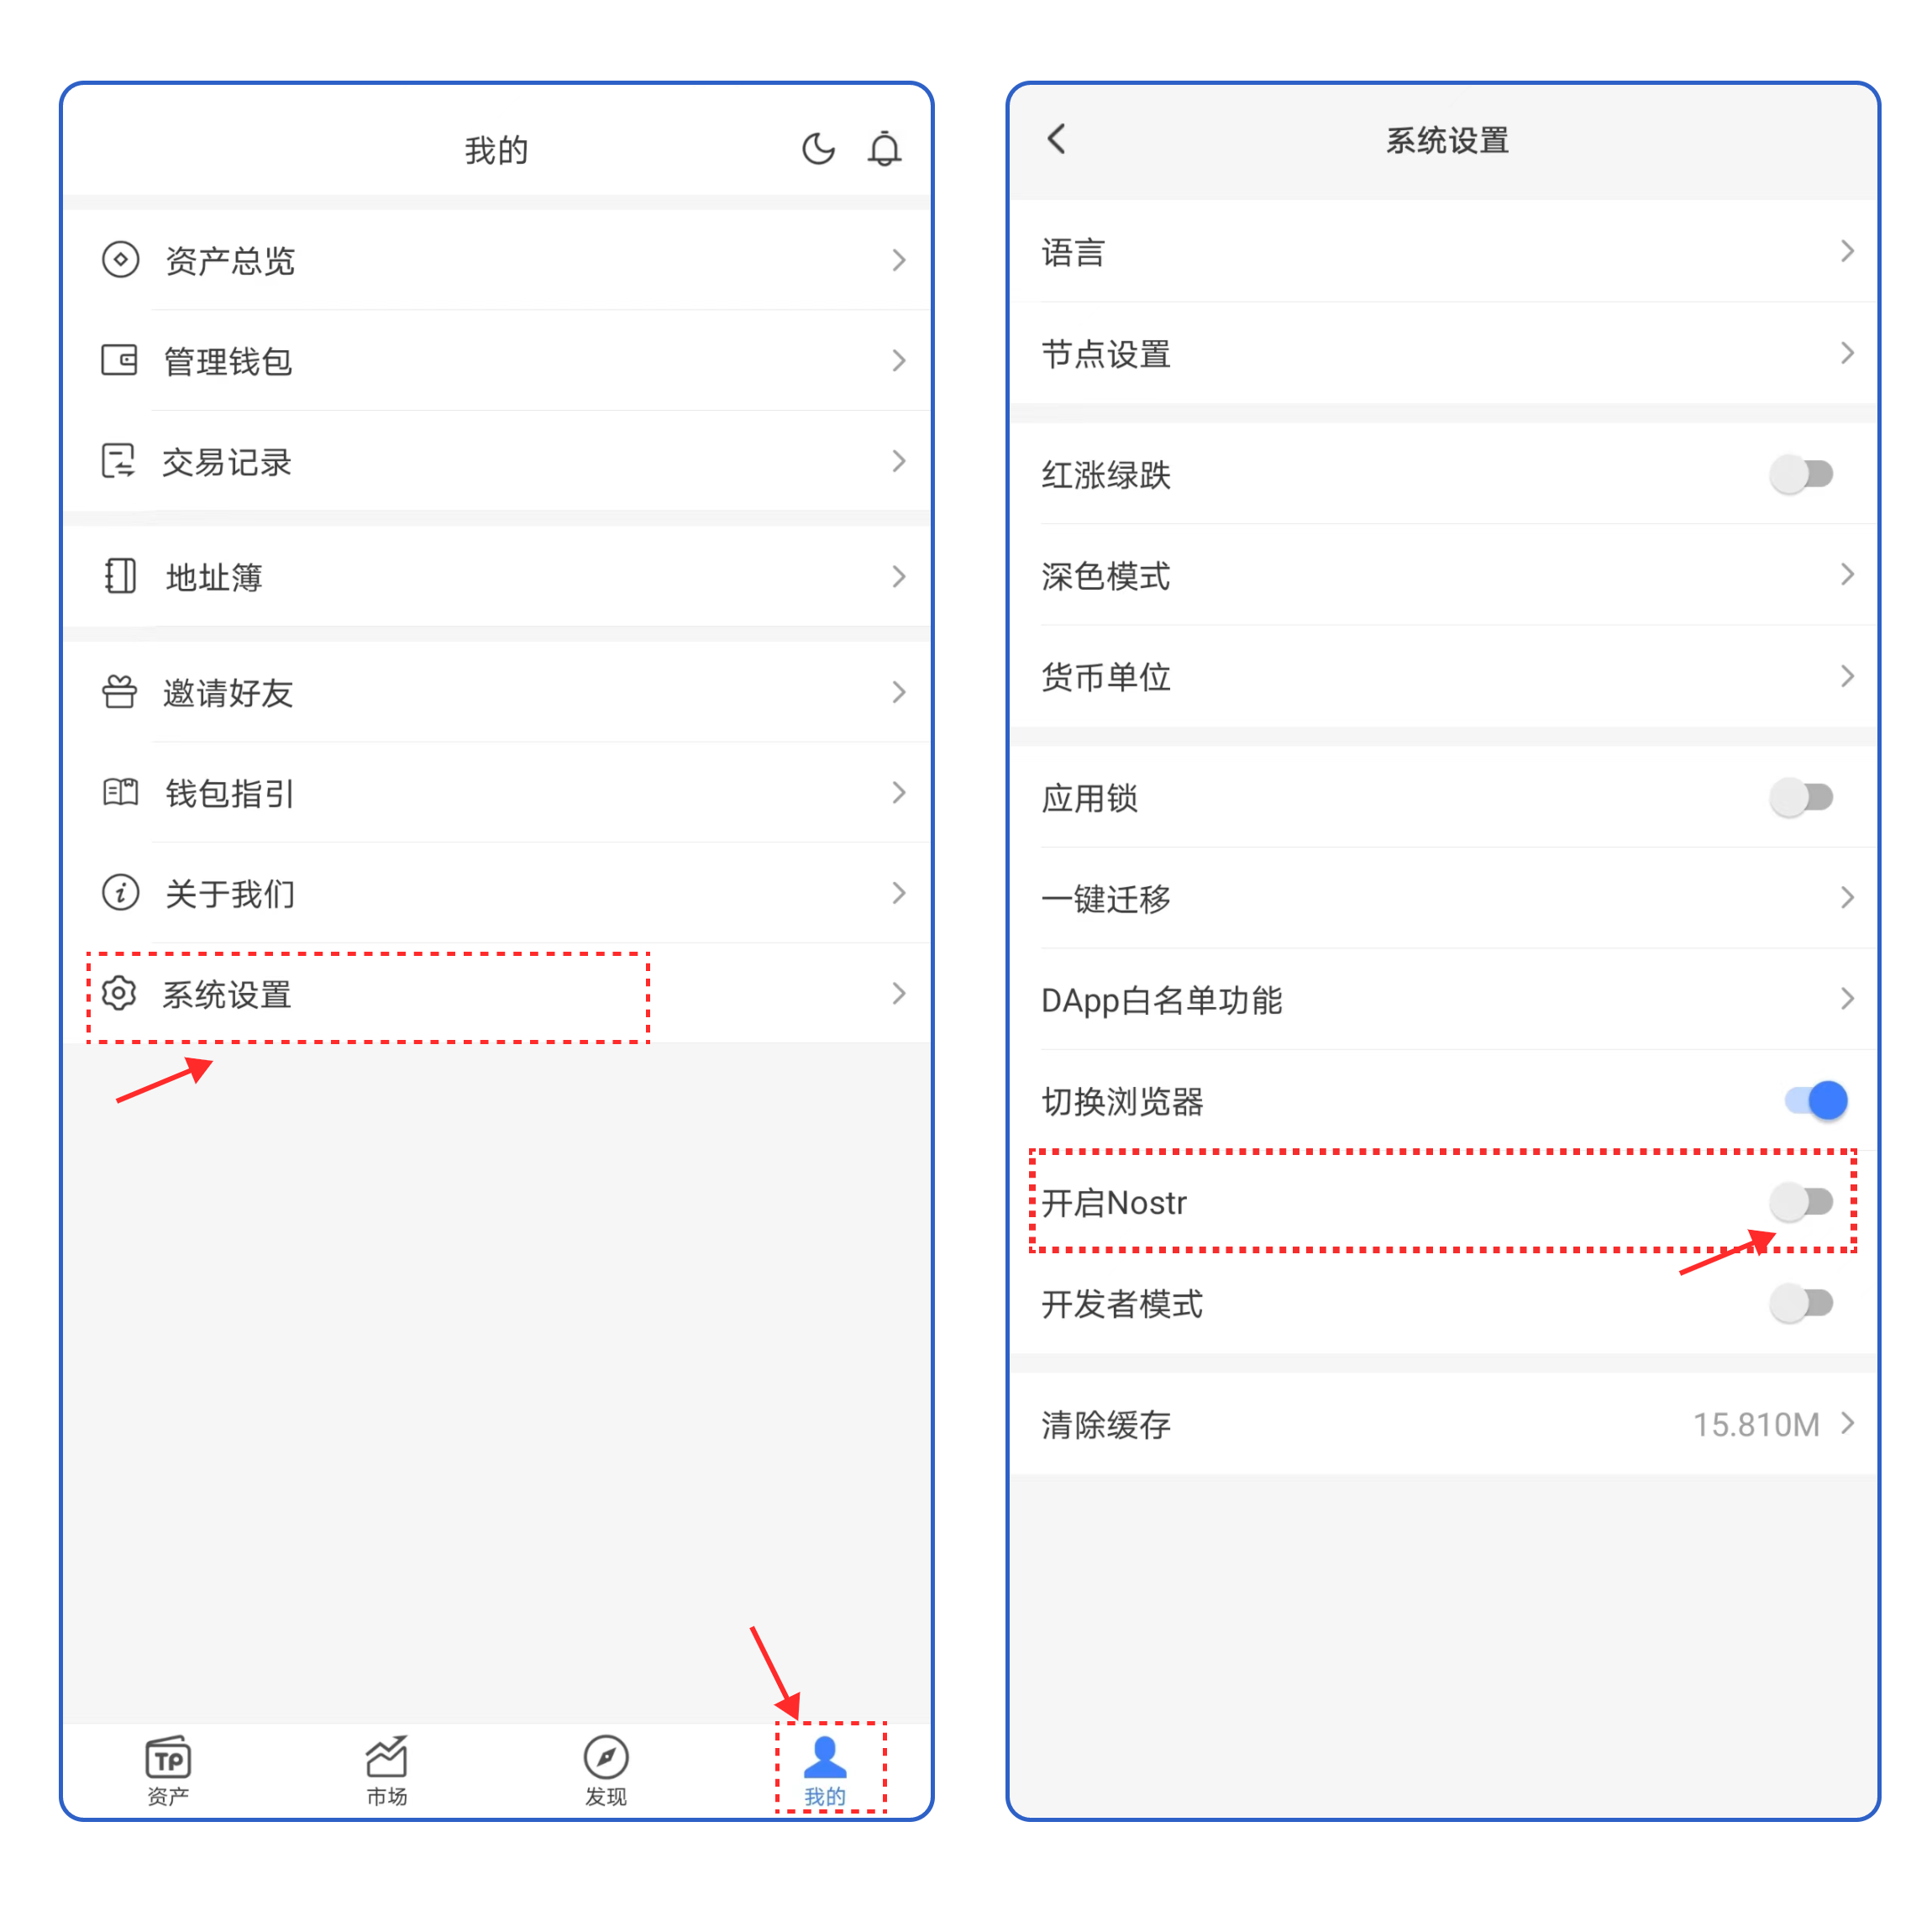 我的
资产总览
管理钱包
交易记录
地址簿
邀请好友
钱包指引
关于我们
系统设置
TP
资产
市场
发现
我的
系统设置
语言
节点设置
红涨绿跌
深色模式
货币单位
应用锁
一键迁移
DApp白名单功能
切换浏览器
开启Nostr
开发者模式
清除缓存 15.810M